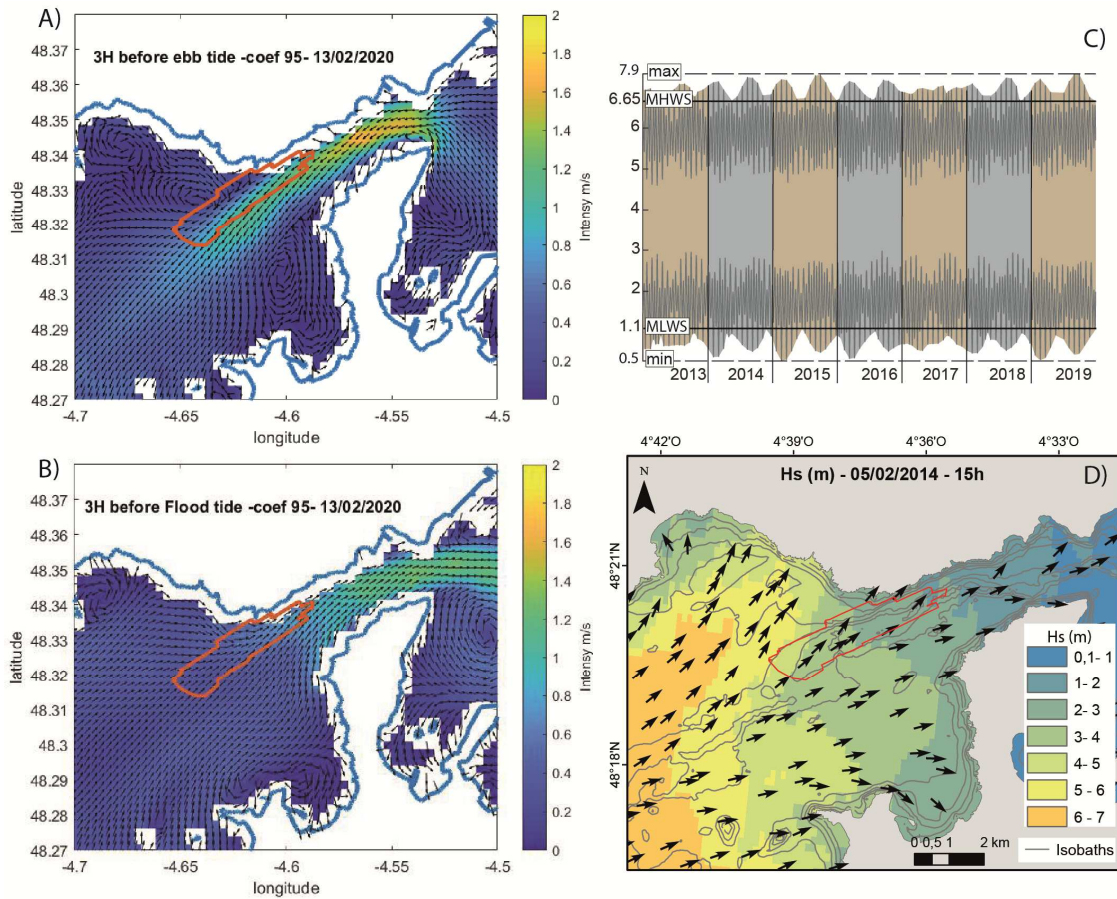 A)
3H before ebb tide -coef 95- 13/02/2020
48.37
48.36
48.35
48.34
48.33
48.32
48.31
48.3
48.29
48.28
48.27
latitude
-4.7
-4.65
-4.6
-4.55
-4.5
longitude
2
1.8
1.6
1.4
1.2
1
0.8
0.6
0.4
0.2
0
Intensy m/s
C)
7.9
max
6.65
MHWS
6
5
4
3
2
1.1
MLWS
0.5
min
2013
2014
2015
2016
2017
2018
2019
B)
3H before Flood tide -coef 95- 13/02/2020
48.37
48.36
48.35
48.34
48.33
48.32
48.31
48.3
48.29
48.28
48.27
latitude
-4.7
-4.65
-4.6
-4.55
-4.5
longitude
2
1.8
1.6
1.4
1.2
1
0.8
0.6
0.4
0.2
0
Intensy m/s
4°42'O
4°39'O
4°36'O
4°33'O
N
Hs (m) - 05/02/2014 - 15h
D)
48°21
48°18'N
Hs (m)
0,1- 1
1- 2
2- 3
3- 4
4- 5
5 - 6
6 - 7
Isobaths
0 0,5 1 2 km